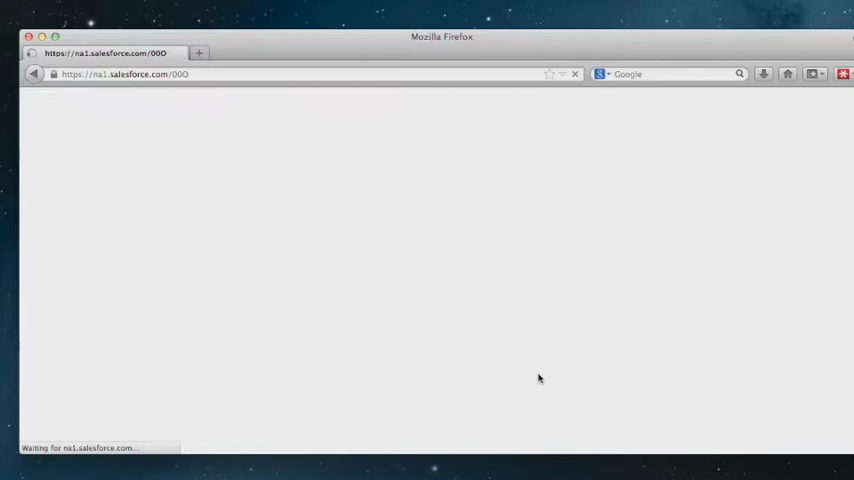 Mozilla Firefox
https://na1.salesforce.com/00O
https://na1.salesforce.com/00O
Google
Waiting for na1.salesforce.com...